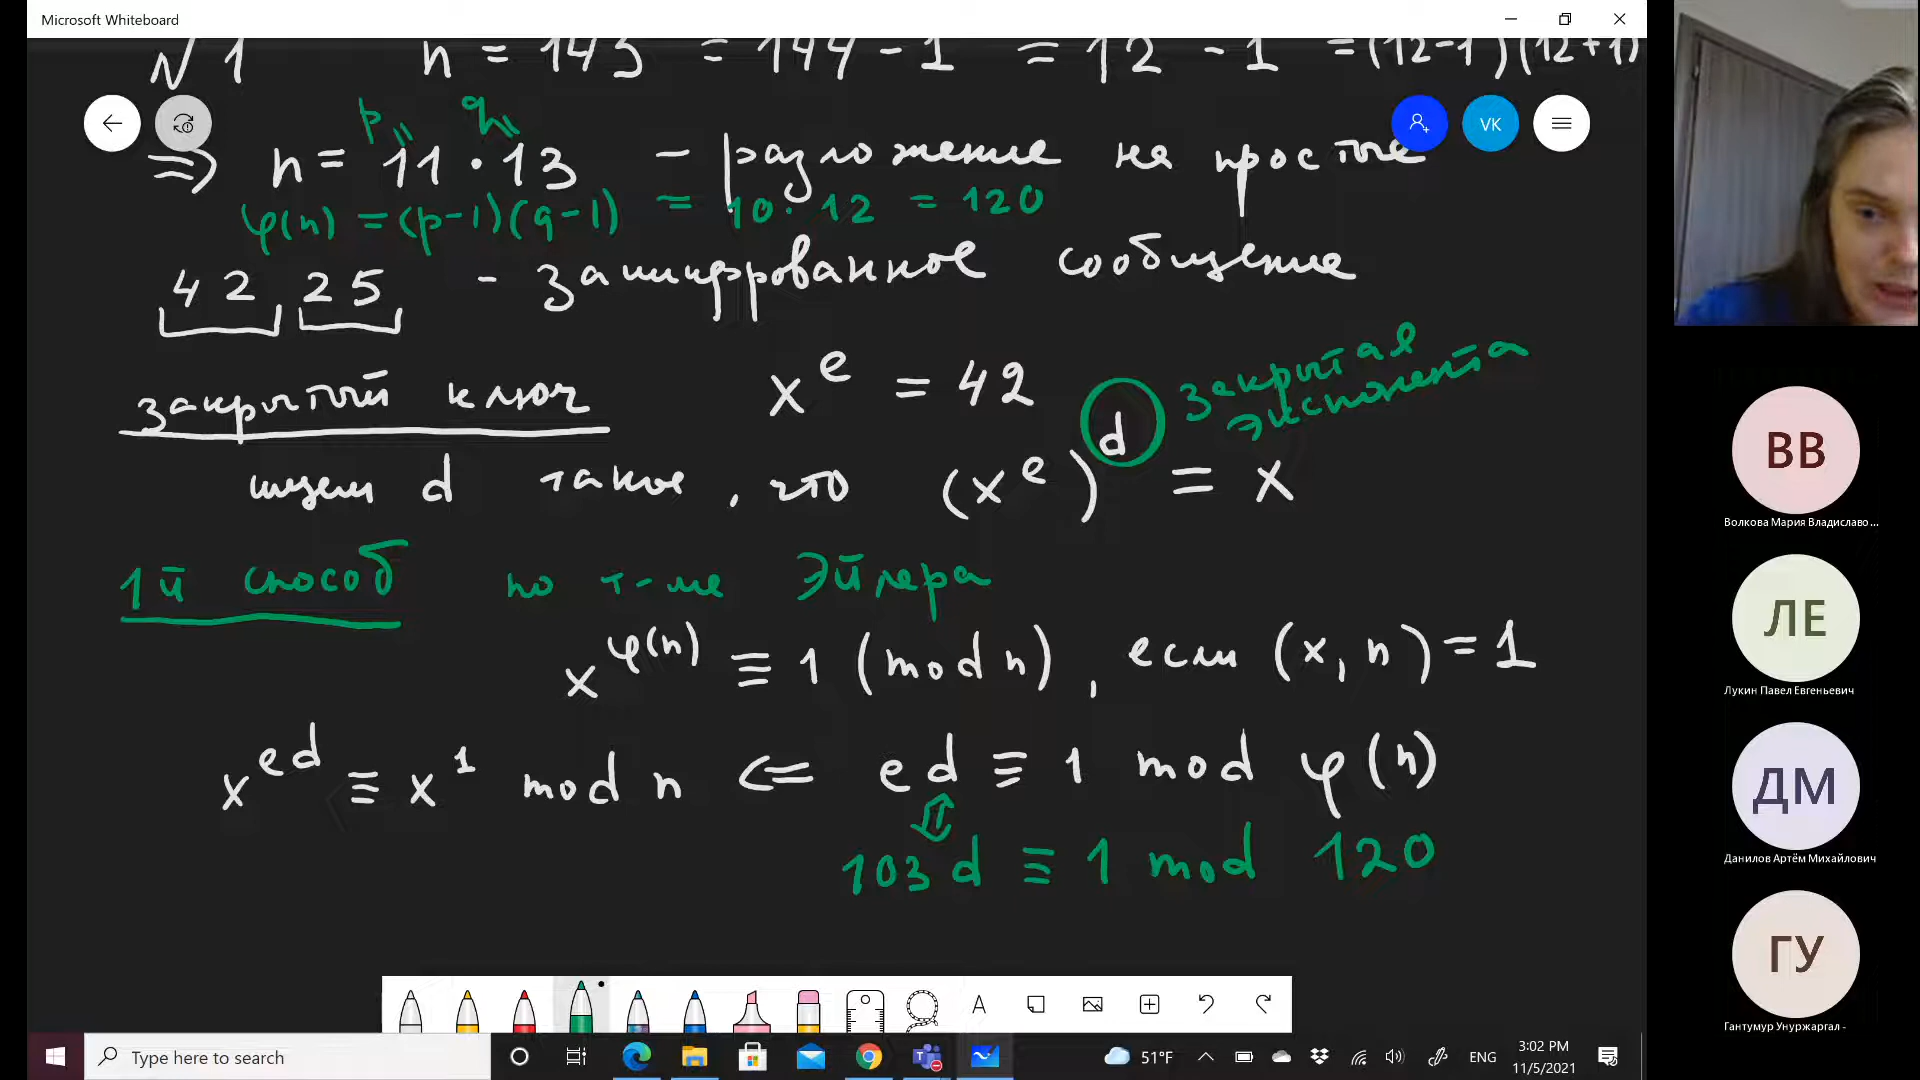 Microsoft Whiteboard
N1 n = 143 = 144 - 1 = 12 - 1 = (12-1)(12+1)
p q
VK
=> n = 11 · 13 - разложение на простые
φ(n) = (p-1)(q-1) = 10 · 12 = 120
42, 25 - зашифрованное сообщение
закрытый ключ x^e = 42
закрытая экспонента
ищем d такое, что (x^e)^d = x
1й способ по т-ме Эйлера
x^φ(n) ≡ 1 (mod n), если (x, n) = 1
x^ed ≡ x^1 mod n <= ed ≡ 1 mod φ(n)
103 d ≡ 1 mod 120
ВВ
Волкова Мария Владиславо...
ЛЕ
Лукин Павел Евгеньевич
ДМ
Данилов Артём Михайлович
ГУ
Гантумур Унуржаргал -
A
Type here to search
51°F
ENG
3:02 PM
11/5/2021